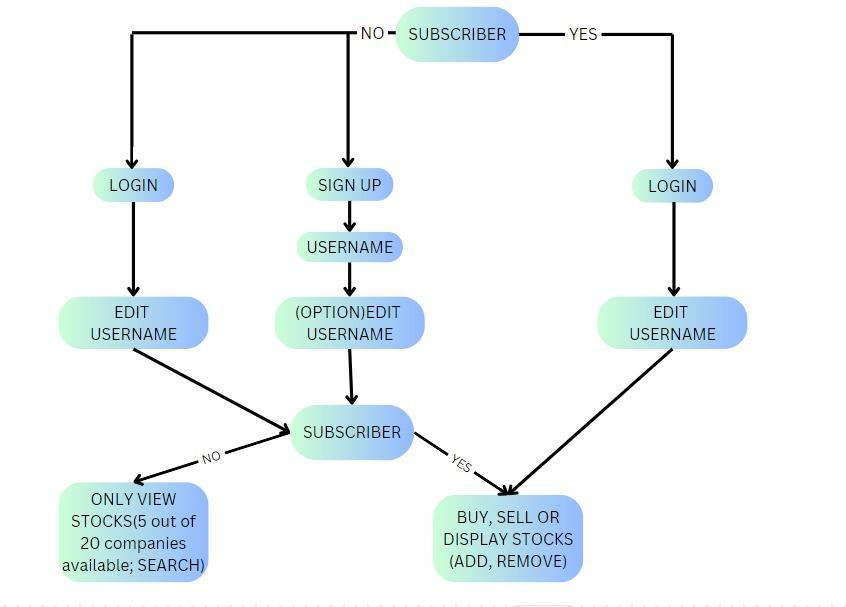 NO
SUBSCRIBER
YES
LOGIN
SIGN UP
LOGIN
USERNAME
EDIT
USERNAME
(OPTION)EDIT
USERNAME
EDIT
USERNAME
SUBSCRIBER
NO
YES
ONLY VIEW
STOCKS(5 out of
20 companies
available; SEARCH)
BUY, SELL OR
DISPLAY STOCKS
(ADD, REMOVE)